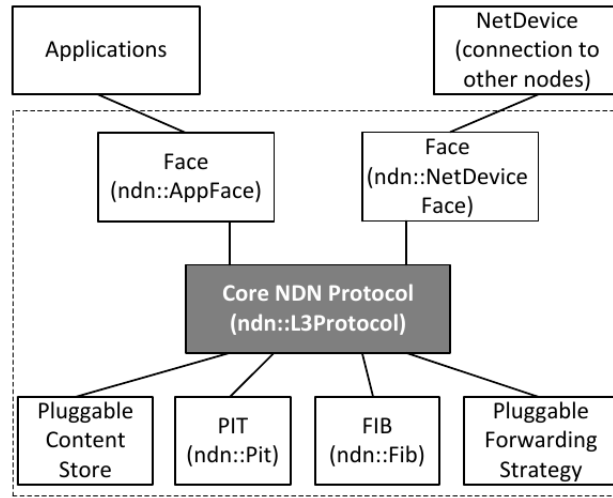 Applications
NetDevice
(connection to
other nodes)
Face
(ndn::AppFace)
Face
(ndn::NetDevice
Face)
Core NDN Protocol
(ndn::L3Protocol)
Pluggable
Content
Store
PIT
(ndn::Pit)
FIB
(ndn::Fib)
Pluggable
Forwarding
Strategy